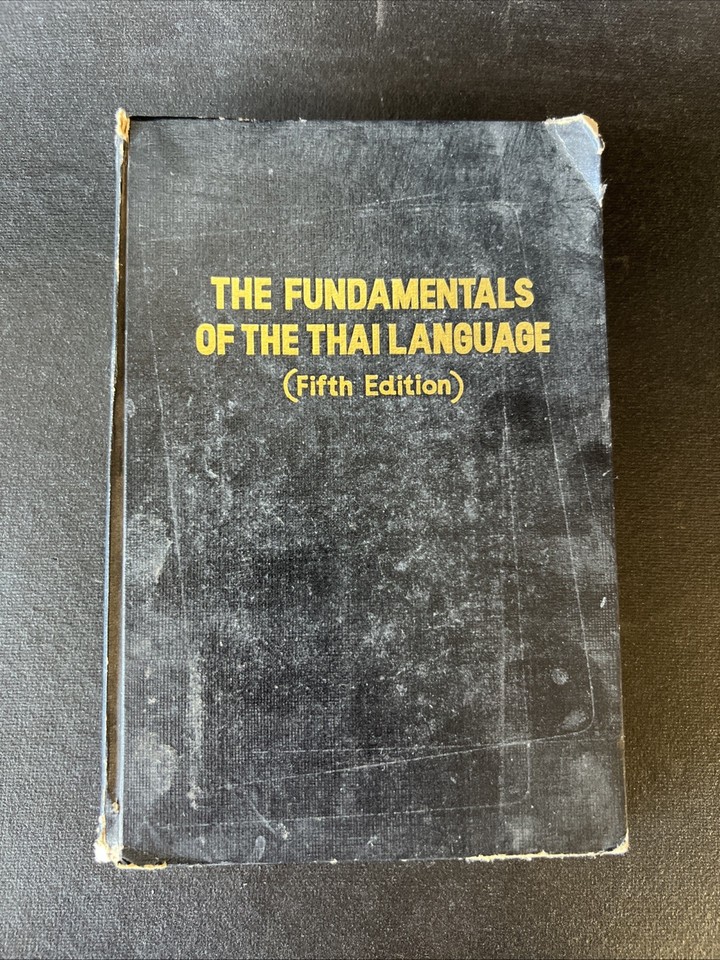 THE FUNDAMENTALS
OF THE THAI LANGUAGE
(Fifth Edition)